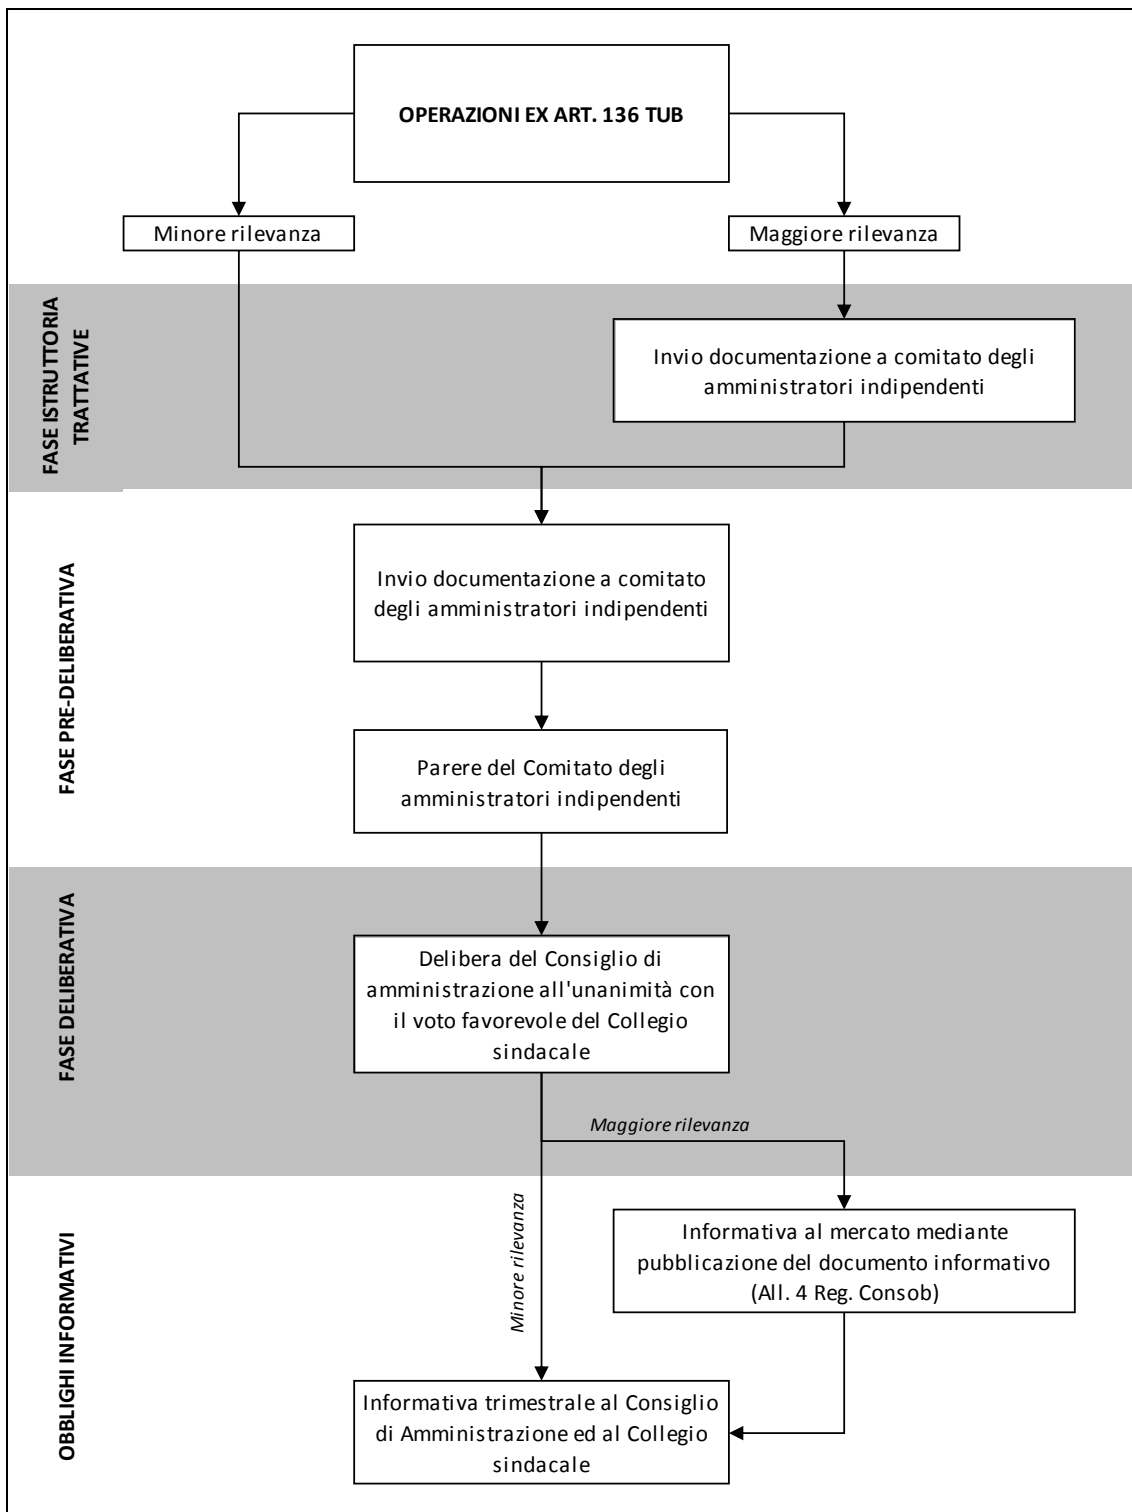 OPERAZIONI EX ART. 136 TUB
Minore rilevanza
Maggiore rilevanza
FASE ISTRUTTORIA
TRATTATIVE
Invio documentazione a comitato degli
amministratori indipendenti
FASE PRE-DELIBERATIVA
Invio documentazione a comitato
degli amministratori indipendenti
Parere del Comitato degli
amministratori indipendenti
FASE DELIBERATIVA
Delibera del Consiglio di
amministrazione all'unanimità con
il voto favorevole del Collegio
sindacale
Maggiore rilevanza
Minore rilevanza
OBBLIGHI INFORMATIVI
Informativa al mercato mediante
pubblicazione del documento informativo
(All. 4 Reg. Consob)
Informativa trimestrale al Consiglio
di Amministrazione ed al Collegio
sindacale